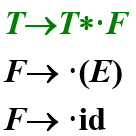 T→T*·F
F→ ·(E)
F→ ·id